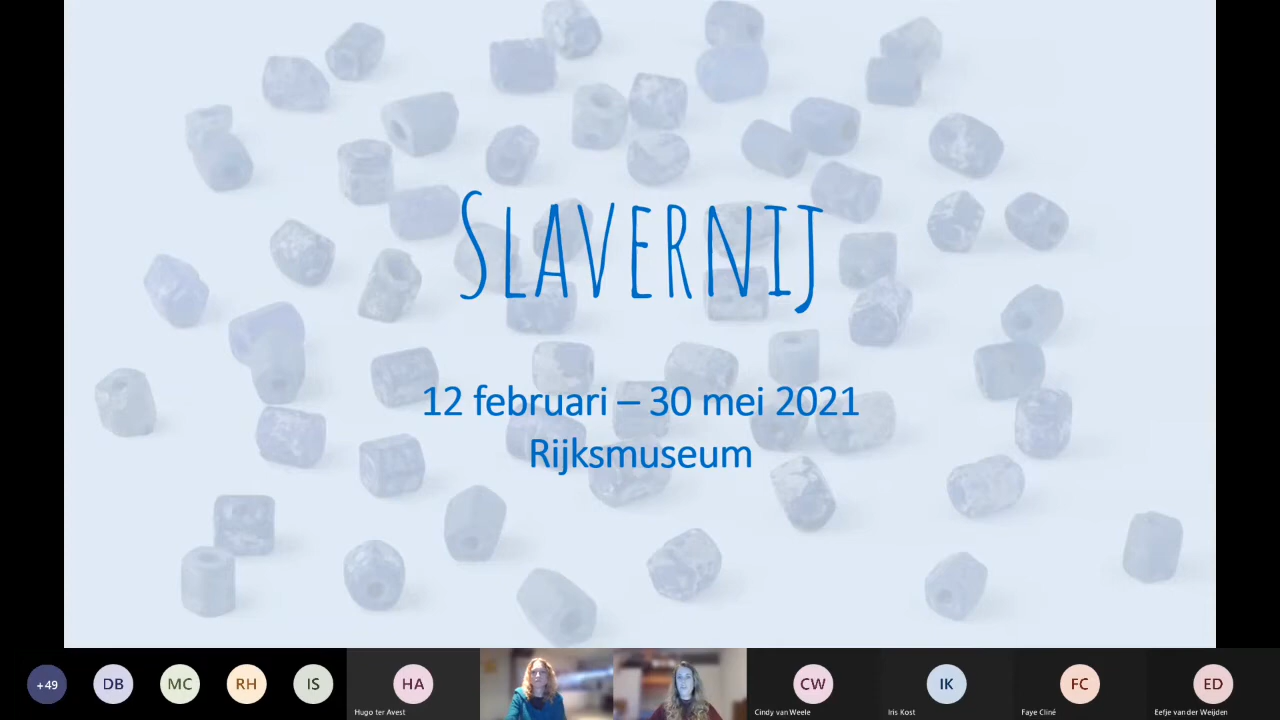 SLAVERNIJ
12 februari – 30 mei 2021
Rijksmuseum
+49
DB
MC
RH
IS
HA
CW
IK
FC
ED
Hugo ter Avest
Cindy van Weele
Iris Kost
Faye Cliné
Eefje van der Weijden